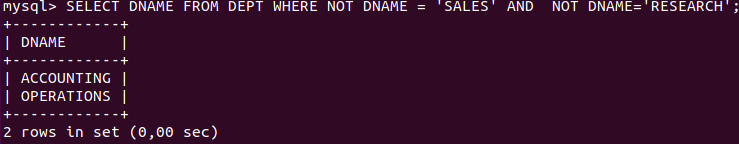 mysql> SELECT DNAME FROM DEPT WHERE NOT DNAME = 'SALES' AND  NOT DNAME='RESEARCH';
+------------+
| DNAME      |
+------------+
| ACCOUNTING |
| OPERATIONS |
+------------+
2 rows in set (0,00 sec)